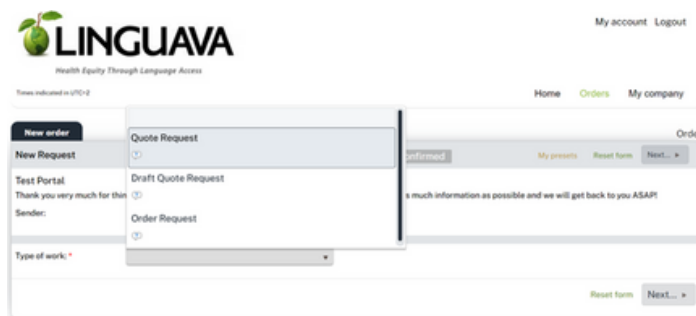 My account Logout
LINGUAVA
Health Equity Through Language Access
Times indicated in UTC+2
Home Orders My company
New order
Orde
New Request
onfirmed
My presets Reset form Next...
Quote Request
Draft Quote Request
Order Request
Test Portal
Thank you very much for thin
s much information as possible and we will get back to you ASAP!
Sender:
Type of work: *
Reset form Next...